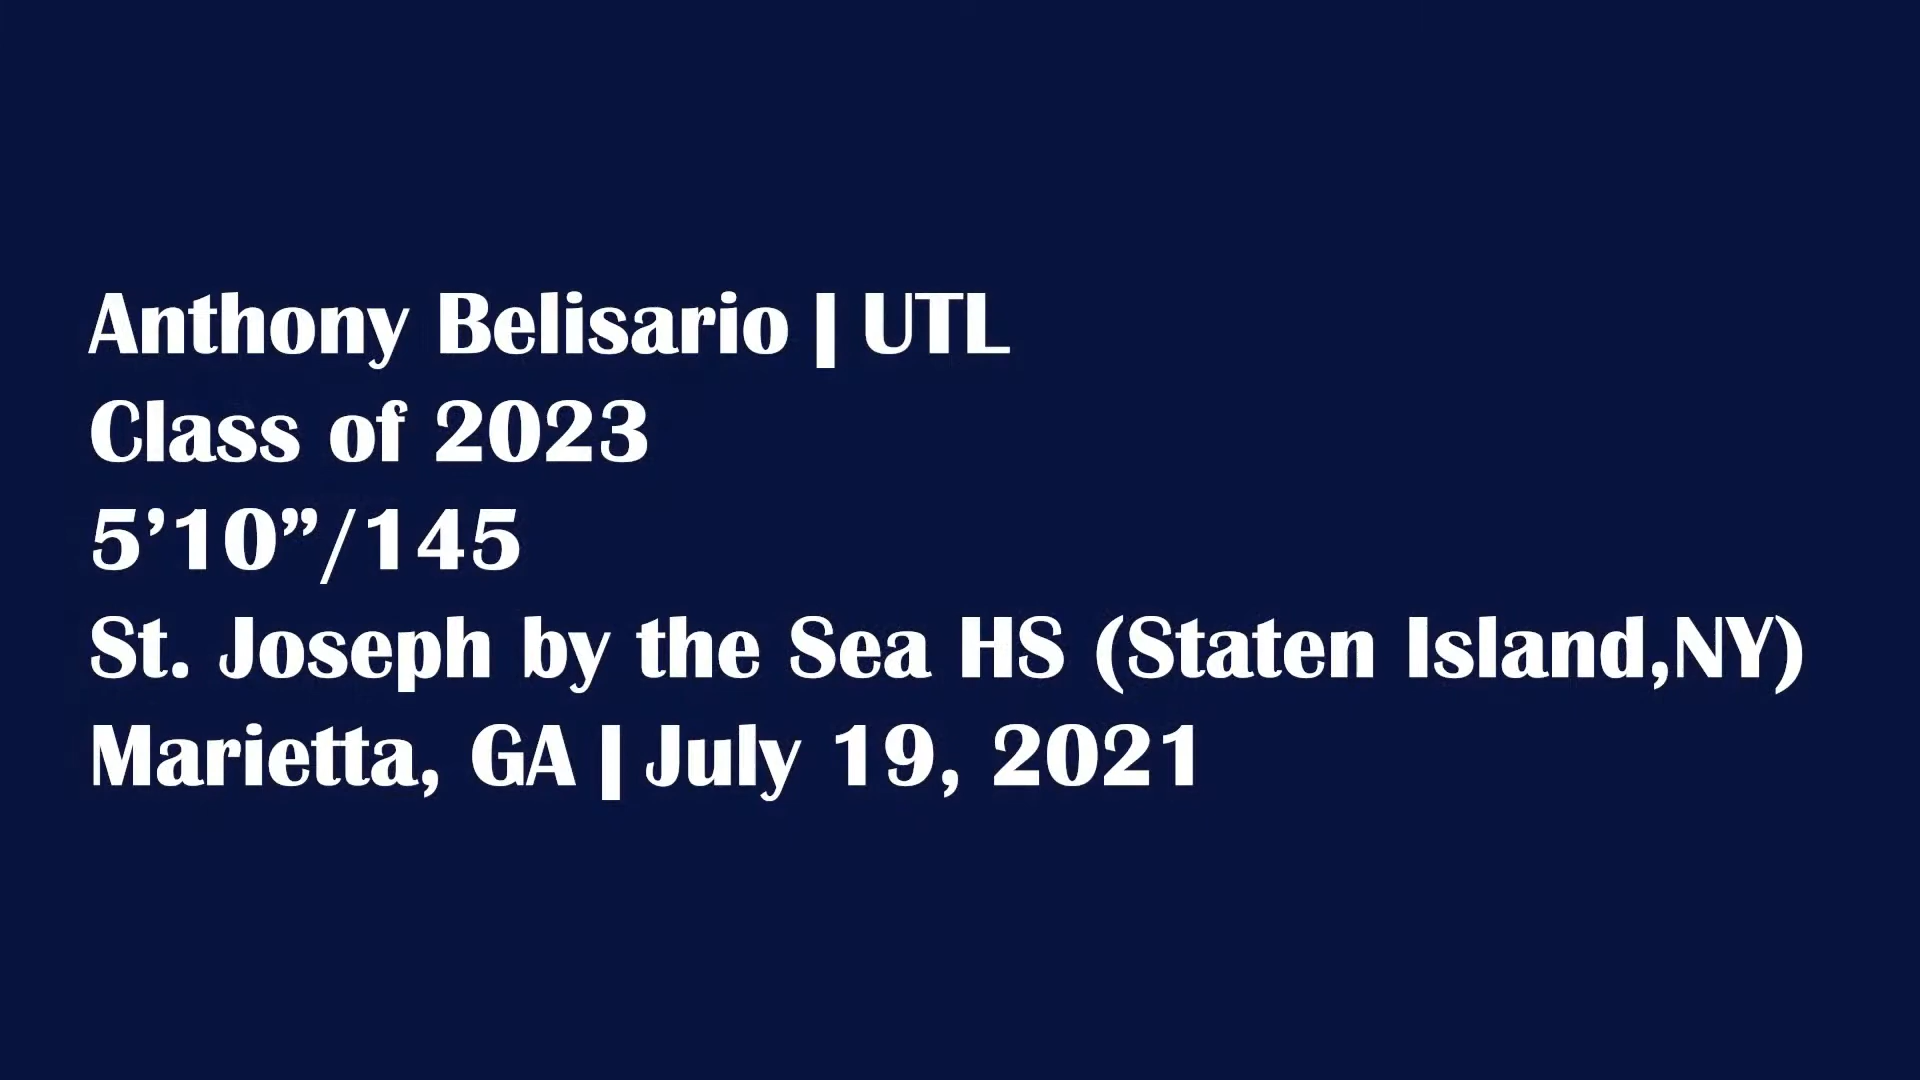 Anthony Belisario | UTL
Class of 2023
5’10”/145
St. Joseph by the Sea HS (Staten Island,NY)
Marietta, GA | July 19, 2021